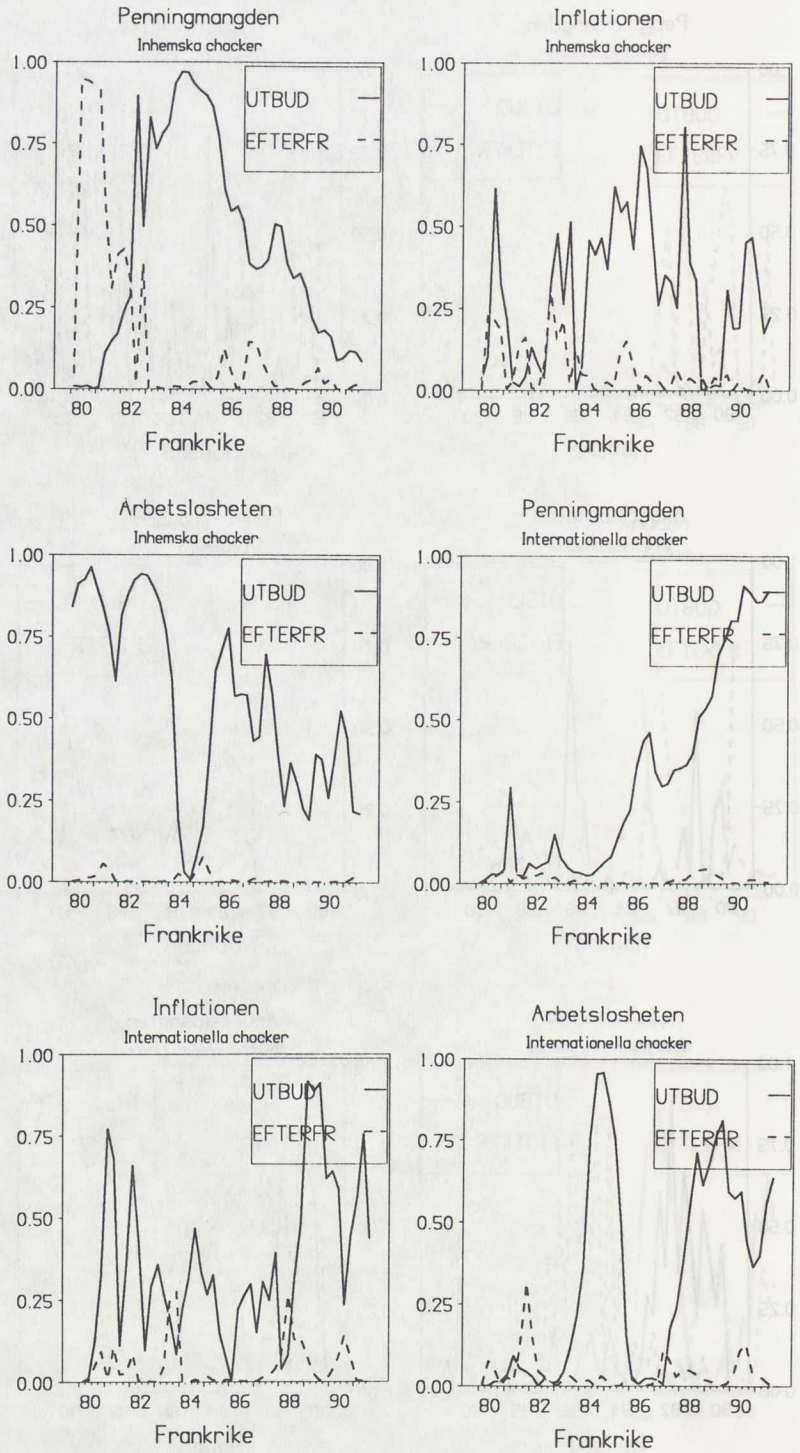 Penningmangden
Inhemska chocker
1.00
0.75
0.50
0.25
0.00
UTBUD
EFTERFR
80 82 84 86 88 90
Frankrike
Inflationen
Inhemska chocker
1.00
0.75
0.50
0.25
0.00
UTBUD
EFTERFR
80 82 84 86 88 90
Frankrike
Arbetslosheten
Inhemska chocker
1.00
0.75
0.50
0.25
0.00
UTBUD
EFTERFR
80 82 84 86 88 90
Frankrike
Penningmangden
Internationella chocker
1.00
0.75
0.50
0.25
0.00
UTBUD
EFTERFR
80 82 84 86 88 90
Frankrike
Inflationen
Internationella chocker
1.00
0.75
0.50
0.25
0.00
UTBUD
EFTERFR
80 82 84 86 88 90
Frankrike
Arbetslosheten
Internationella chocker
1.00
0.75
0.50
0.25
0.00
UTBUD
EFTERFR
80 82 84 86 88 90
Frankrike